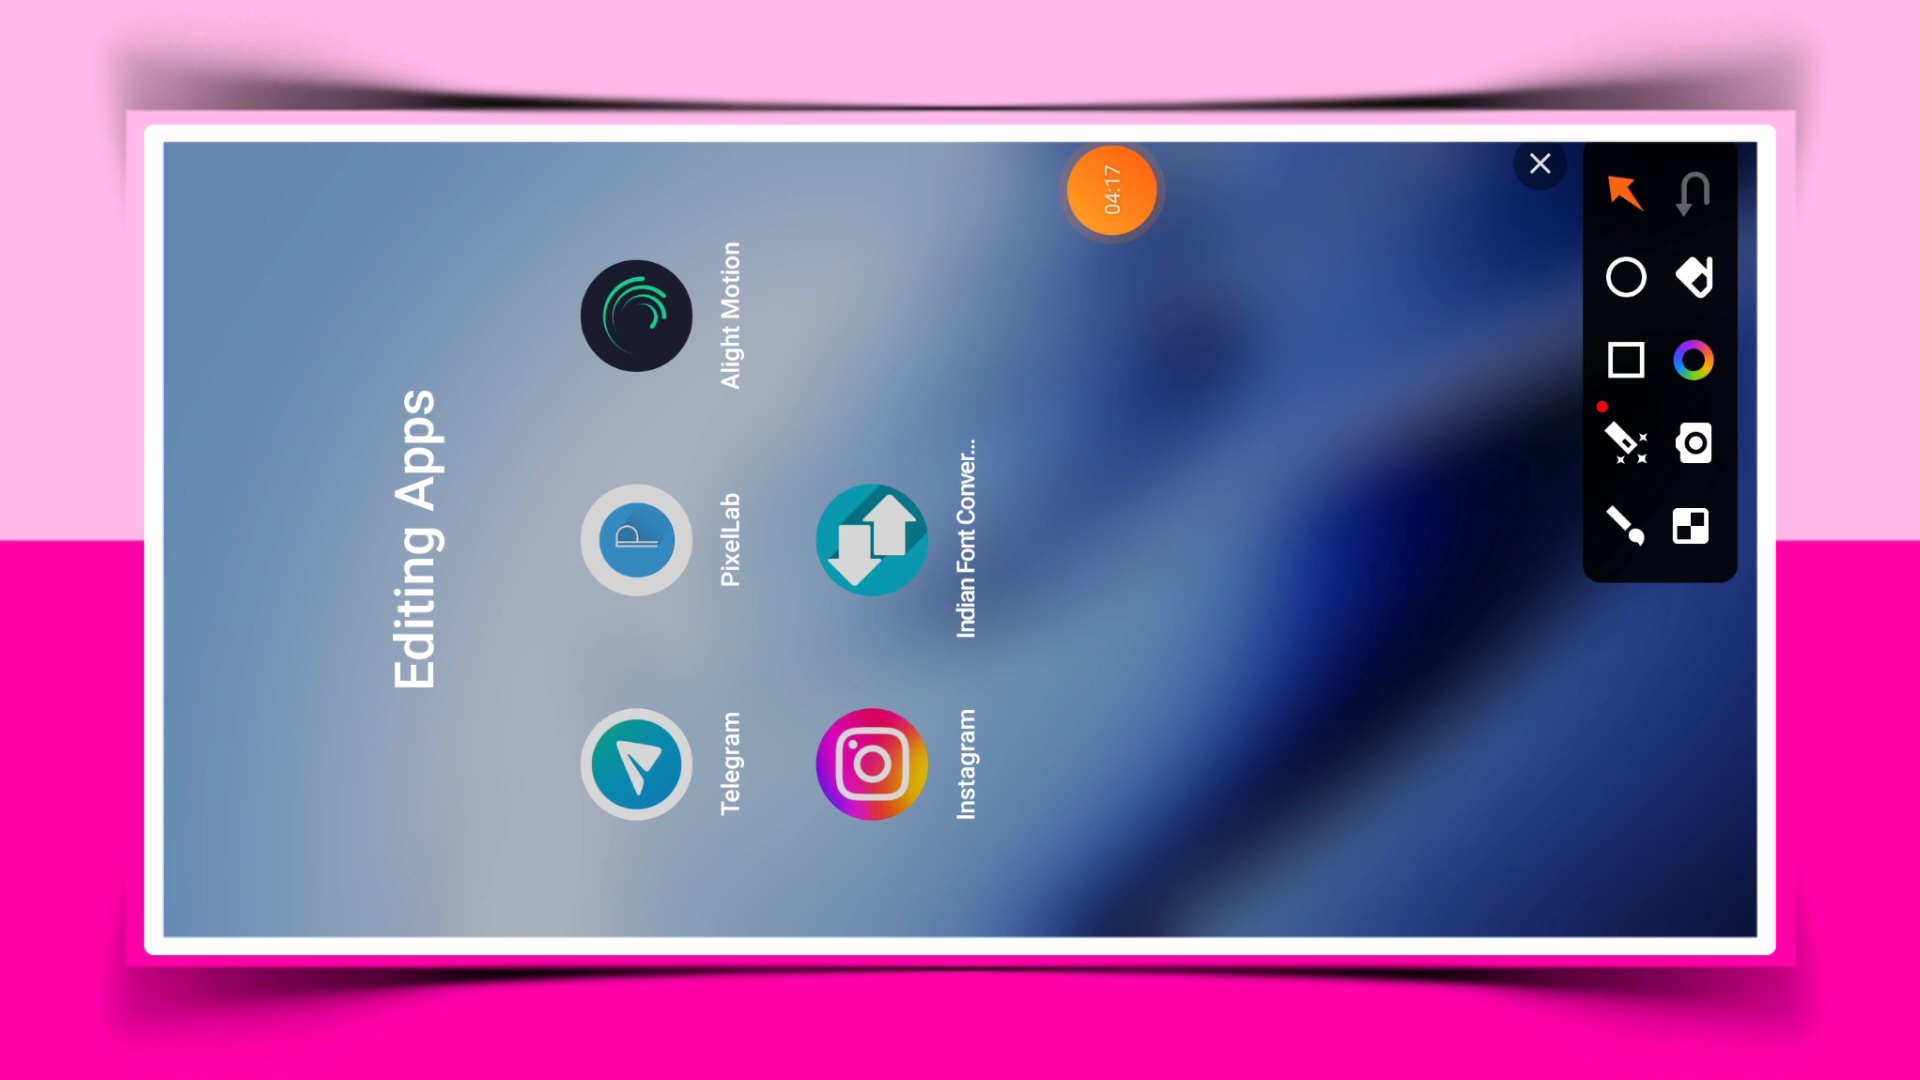 Editing Apps
Telegram
PixelLab
Alight Motion
Instagram
Indian Font Conver...
04:17